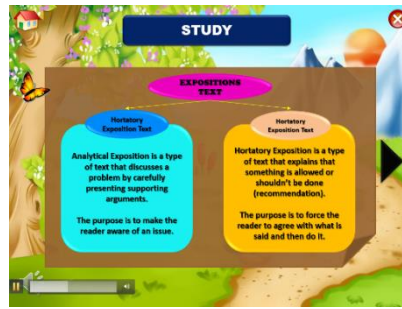 STUDY
EXPOSITIONS
TEXT
Hortatory
Exposition Text
Analytical Exposition is a type
of text that discusses a
problem by carefully
presenting supporting
arguments.
The purpose is to make the
reader aware of an issue.
Hortatory
Exposition Text
Hortatory Exposition is a type
of text that explains that
something is allowed or
shouldn't be done
(recommendation).
The purpose is to force the
reader to agree with what is
said and then do it.